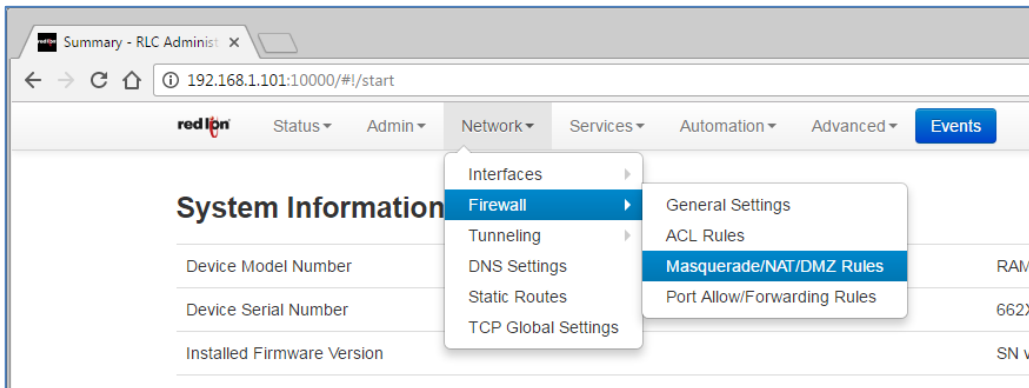 Summary - RLC Administ
192.168.1.101:10000/#!/start
red lion Status Admin Network Services Automation Advanced Events
Interfaces
System Information Firewall General Settings
Tunneling ACL Rules
Device Model Number DNS Settings Masquerade/NAT/DMZ Rules RAM
Static Routes Port Allow/Forwarding Rules
Device Serial Number 662X
TCP Global Settings
Installed Firmware Version SN v